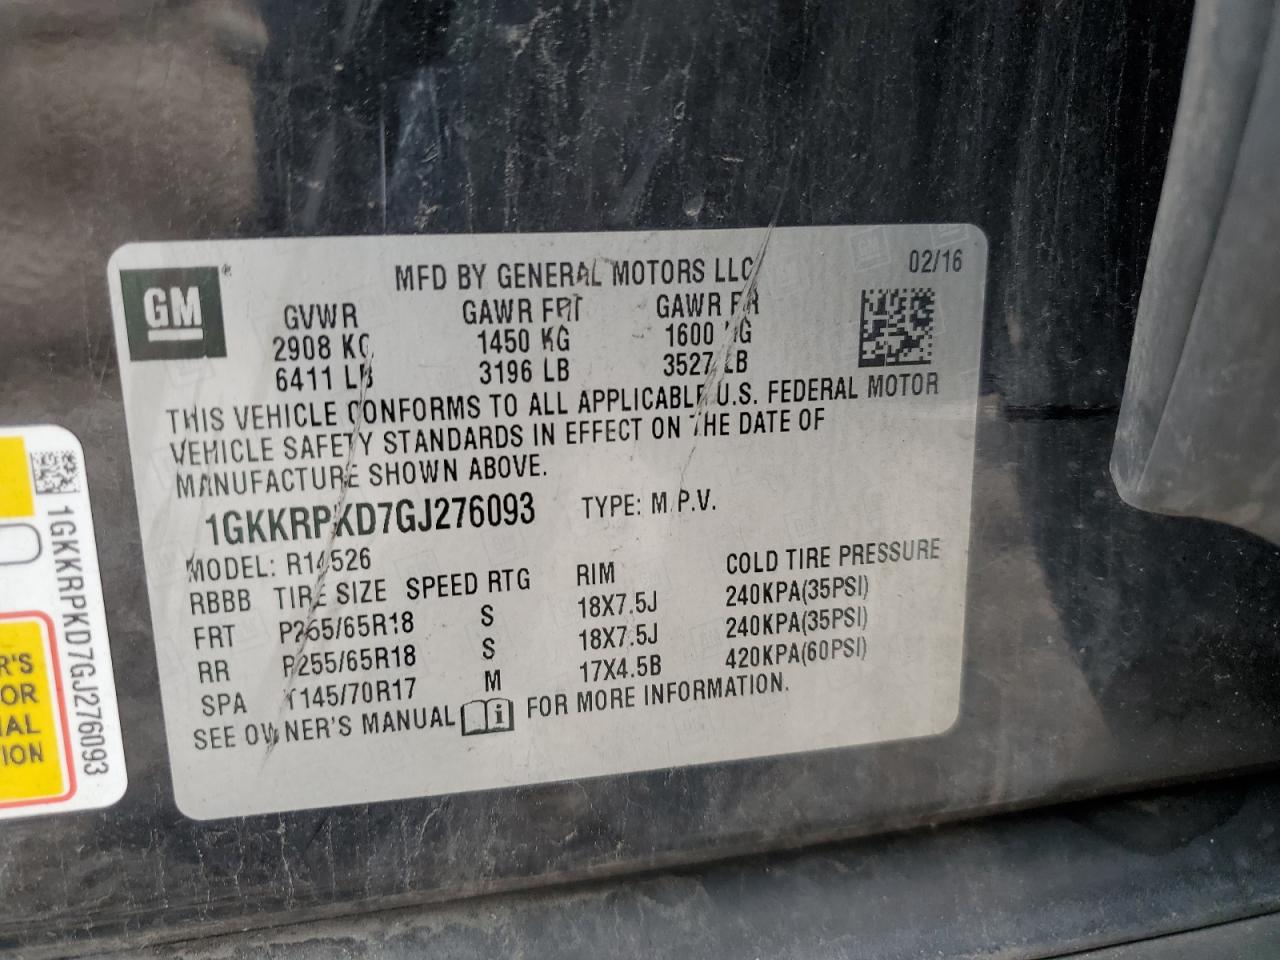 MFD BY GENERAL MOTORS LLC 02/16
GM®
GVWR GAWR FRT GAWR RR
2908 KG 1450 KG 1600 KG
6411 LB 3196 LB 3527 LB
THIS VEHICLE CONFORMS TO ALL APPLICABLE U.S. FEDERAL MOTOR
VEHICLE SAFETY STANDARDS IN EFFECT ON THE DATE OF
MANUFACTURE SHOWN ABOVE.
1GKKRPKD7GJ276093 TYPE: M.P.V.
MODEL: R14526
RBBB TIRE SIZE SPEED RTG RIM COLD TIRE PRESSURE
FRT P255/65R18 S 18X7.5J 240KPA(35PSI)
RR P255/65R18 S 18X7.5J 240KPA(35PSI)
SPA T145/70R17 M 17X4.5B 420KPA(60PSI)
SEE OWNER'S MANUAL i FOR MORE INFORMATION.
1GKKRPKD7GJ276093
R'S
OR